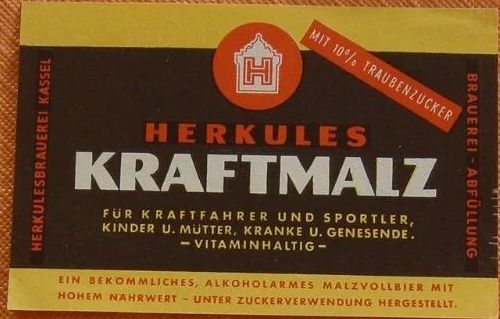 H
MIT 10% TRAUBENZUCKER
HERKULESBRAUEREI KASSEL
BRAUEREI-ABFÜLLUNG
HERKULES
KRAFTMALZ
FÜR KRAFTFAHRER UND SPORTLER,
KINDER U. MÜTTER, KRANKE U. GENESENDE.
-VITAMINHALTIG-
EIN BEKÖMMLICHES, ALKOHOLARMES MALZVOLLBIER MIT
HOHEM NÄHRWERT - UNTER ZUCKERVERWENDUNG HERGESTELLT.